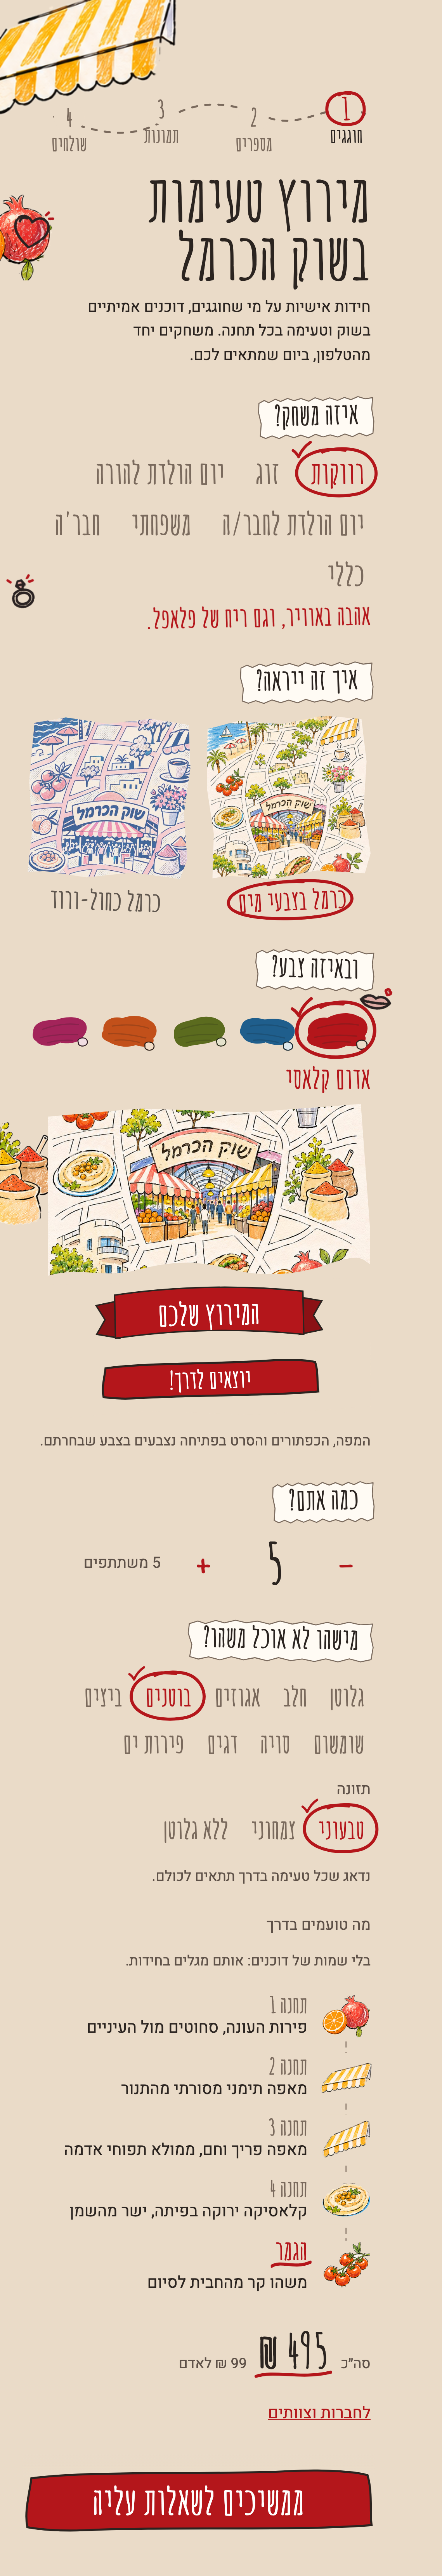 1
2
3
4
חוגגים
מספרים
תמונות
שולחים
מירוץ טעימות
בשוק הכרמל
חידות אישיות על מי שחוגגים, דוכנים אמיתיים
בשוק וטעימה בכל תחנה. משחקים יחד
מהטלפון, ביום שמתאים לכם.
איזה משחק?
רווקות זוג יום הולדת להורה
יום הולדת לחבר/ה משפחתי חבר'ה
כללי
אהבה באוויר, וגם ריח של פלאפל.
איך זה ייראה?
שוק הכרמל
שוק הכרמל
כרמל בצבעי מים
כרמל כחול-ורוד
ובאיזה צבע?
אדום קלאסי
שוק הכרמל
המירוץ שלכם
יוצאים לדרך!
המפה, הכפתורים והסרט בפתיחה נצבעים בצבע שבחרתם.
כמה אתם?
− 5 + 5 משתתפים
מישהו לא אוכל משהו?
גלוטן חלב אגוזים בוטנים ביצים
שומשום סויה דגים פירות ים
תזונה
טבעוני צמחוני ללא גלוטן
נדאג שכל טעימה בדרך תתאים לכולם.
מה טועמים בדרך
בלי שמות של דוכנים: אותם מגלים בחידות.
תחנה 1
פירות העונה, סחוטים מול העיניים
תחנה 2
מאפה תימני מסורתי מהתנור
תחנה 3
מאפה פריך וחם, ממולא תפוחי אדמה
תחנה 4
קלאסיקה ירוקה בפיתה, ישר מהשמן
הגמר
משהו קר מהחבית לסיום
סה״כ 495 ₪ 99 ₪ לאדם
לחברות וצוותים
ממשיכים לשאלות עליה